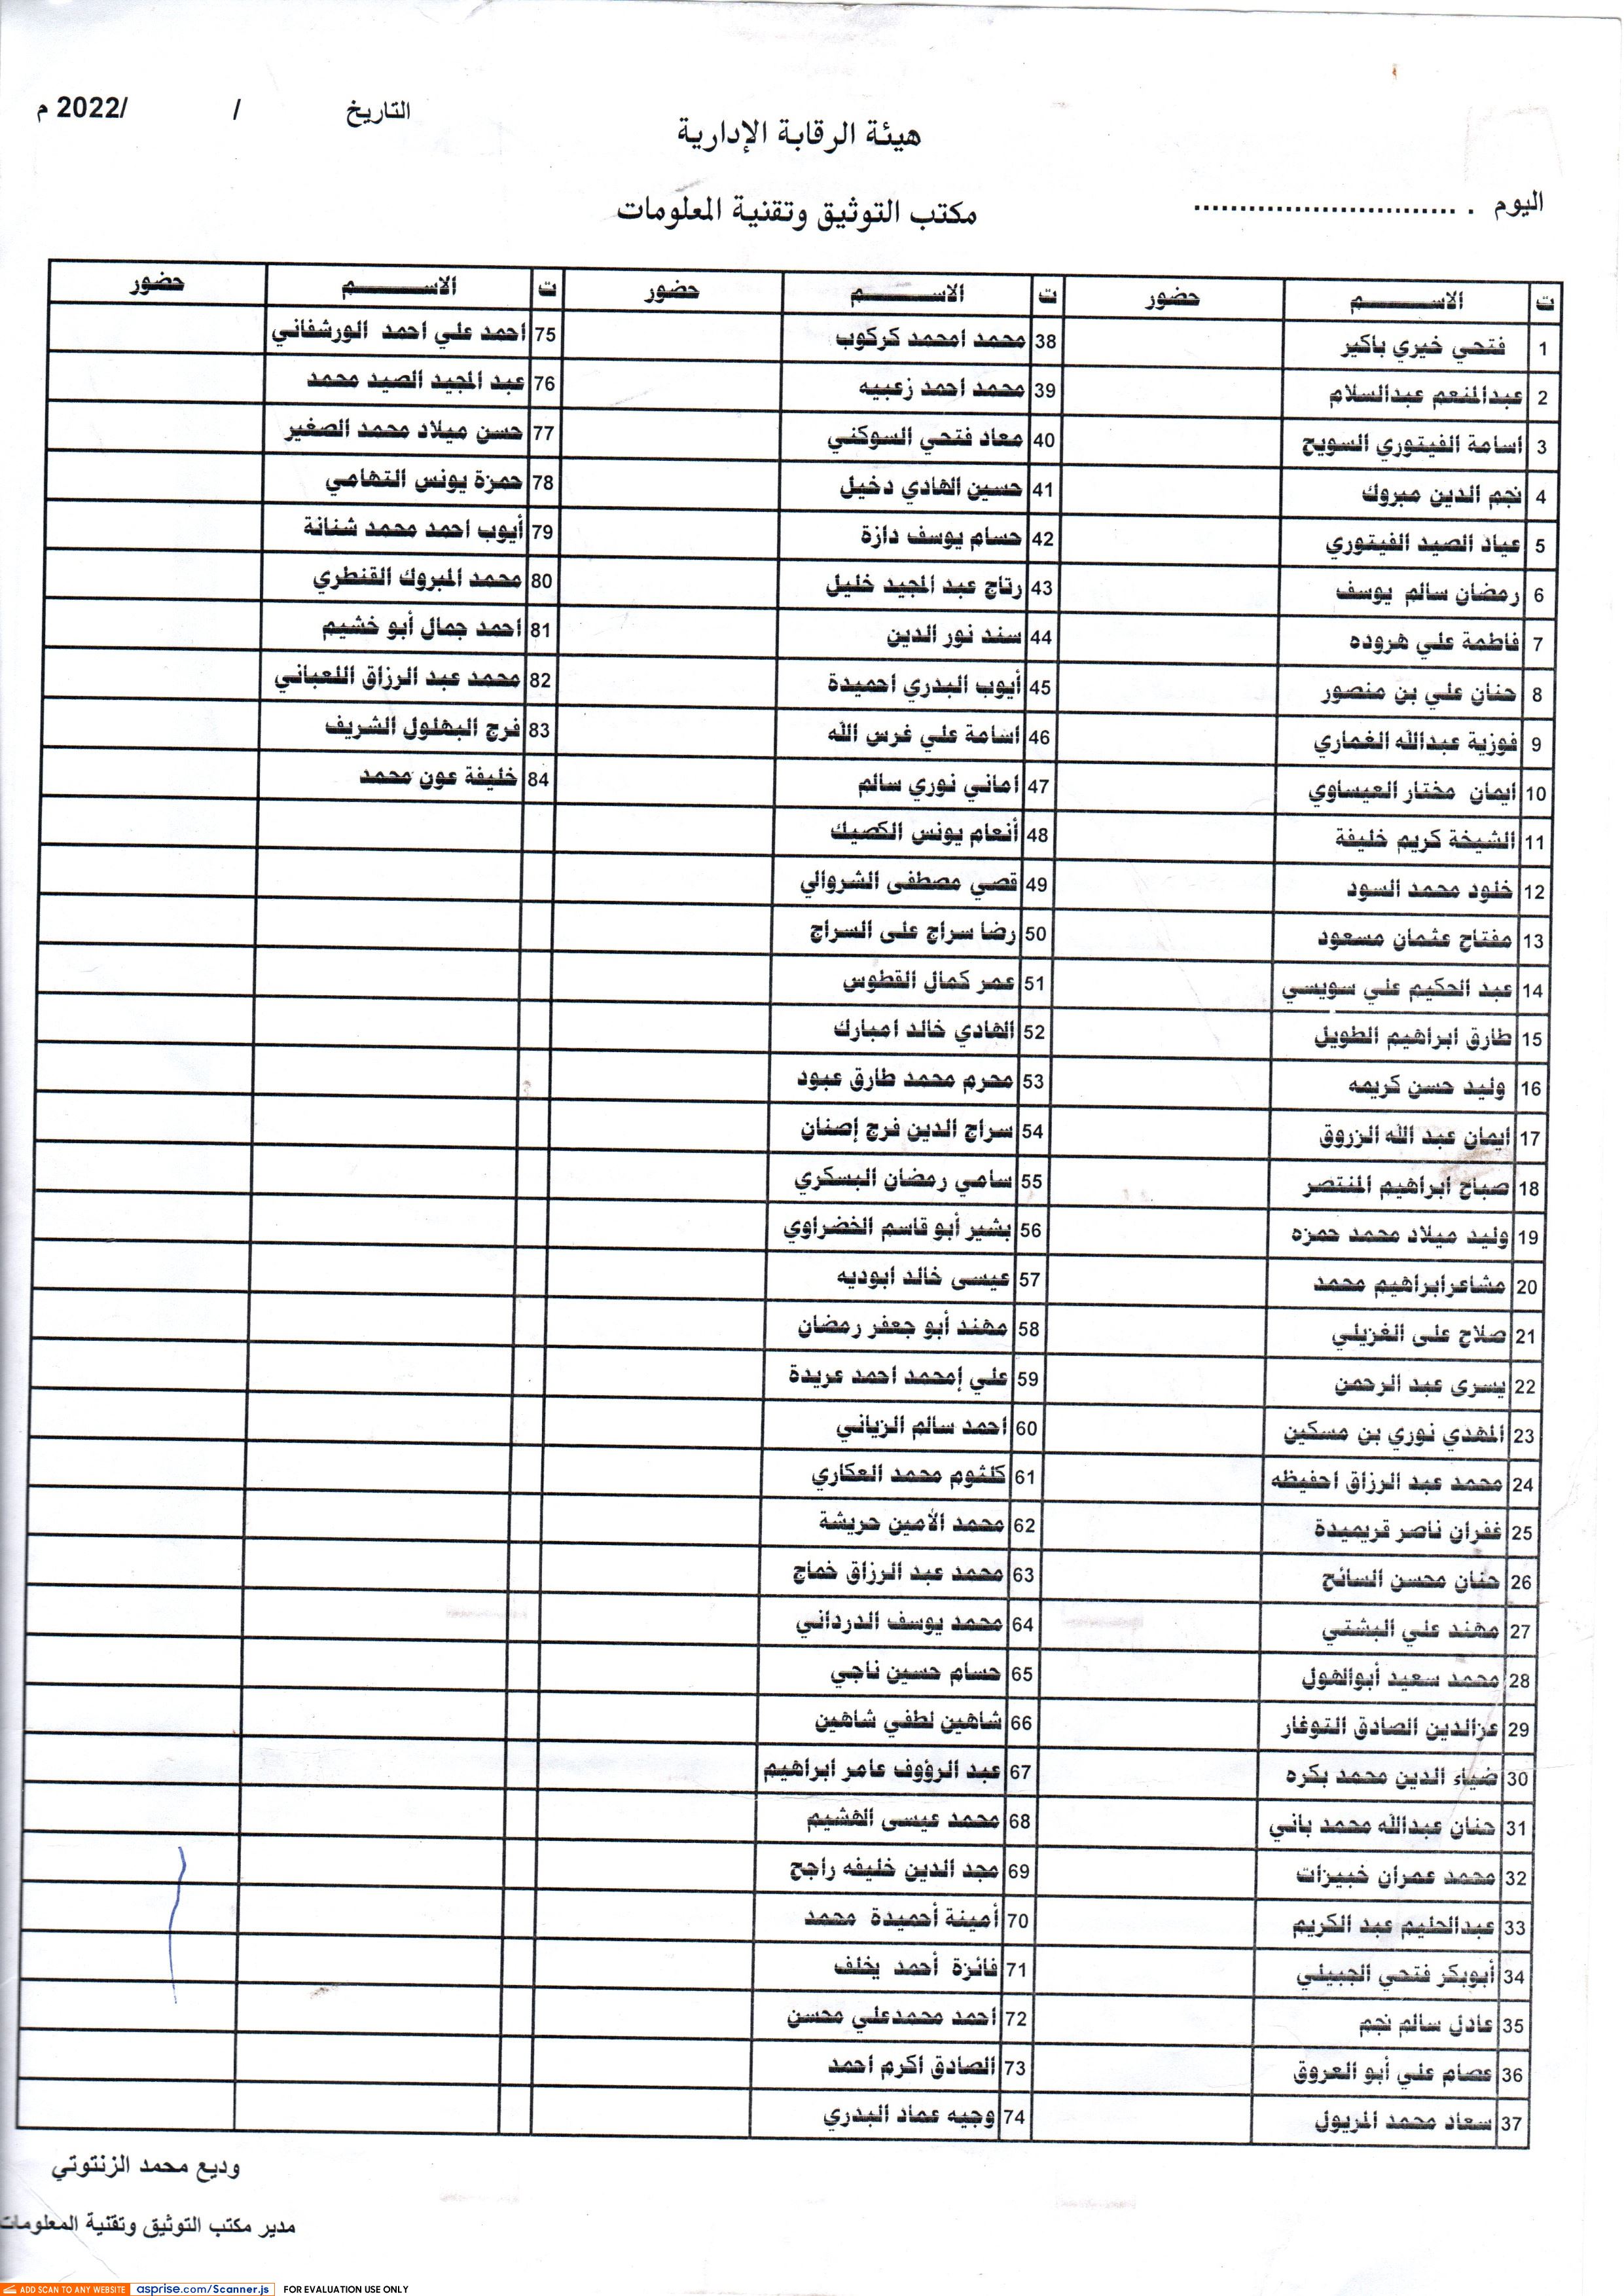 التاريخ / /2022 م
هيئة الرقابة الإدارية
اليوم . .............................
مكتب التوثيق وتقنية المعلومات
ت الاســـــــم حضور ت الاســـــــم حضور ت الاســـــــم حضور
1 فتحي خيري باكير 38 محمد امحمد كركوب 75 احمد علي احمد الورشفاني
2 عبدالمنعم عبدالسلام 39 محمد احمد زعبيه 76 عبد المجيد الصيد محمد
3 اسامة الفيتوري السويح 40 معاد فتحي السوكني 77 حسن ميلاد محمد الصغير
4 نجم الدين مبروك 41 حسين الهادي دخيل 78 حمزة يونس التهامي
5 عياد الصيد الفيتوري 42 حسام يوسف دازة 79 أيوب احمد محمد شنانة
6 رمضان سالم يوسف 43 رتاج عبد المجيد خليل 80 محمد المبروك القنطري
7 فاطمة علي هروده 44 سند نور الدين 81 احمد جمال أبو خشيم
8 حنان علي بن منصور 45 أيوب البدري احميدة 82 محمد عبد الرزاق اللعباني
9 فوزية عبدالله الغماري 46 اسامة علي غرس الله 83 فرج البهلول الشريف
10 ايمان مختار العيساوي 47 اماني نوري سالم 84 خليفة عون محمد
11 الشيخة كريم خليفة 48 أنعام يونس الكصيك
12 خلود محمد السود 49 قصي مصطفى الشروالي
13 مفتاح عثمان مسعود 50 رضا سراج على السراج
14 عبد الحكيم علي سويسي 51 عمر كمال القطوس
15 طارق ابراهيم الطويل 52 الهادي خالد امبارك
16 وليد حسن كريمه 53 محرم محمد طارق عبود
17 ايمان عبد الله الزروق 54 سراج الدين فرج إصنان
18 صباح ابراهيم المنتصر 55 سامي رمضان البسكري
19 وليد ميلاد محمد حمزه 56 بشير أبو قاسم الخضراوي
20 مشاعرابراهيم محمد 57 عيسى خالد ابوديه
21 صلاح على الغزيلي 58 مهند أبو جعفر رمضان
22 يسرى عبد الرحمن 59 علي إمحمد احمد عريدة
23 المهدي نوري بن مسكين 60 احمد سالم الزياني
24 محمد عبد الرزاق احفيظه 61 كلثوم محمد العكاري
25 غفران ناصر قريميدة 62 محمد الأمين حريشة
26 حنان محسن السائح 63 محمد عبد الرزاق خماج
27 مهند علي البشتي 64 محمد يوسف الدرداني
28 محمد سعيد أبوالهول 65 حسام حسين ناجي
29 عزالدين الصادق التوغار 66 شاهين لطفي شاهين
30 ضياء الدين محمد بكره 67 عبد الرؤوف عامر ابراهيم
31 حنان عبدالله محمد باني 68 محمد عيسى الهشيم
32 محمد عمران خبيزات 69 مجد الدين خليفه راجح
33 عبدالحليم عبد الكريم 70 أمينة أحميدة محمد
34 أبوبكر فتحي الجبيلي 71 فائزة أحمد يخلف
35 عادل سالم نجم 72 احمد محمدعلي محسن
36 عصام علي أبو العروق 73 الصادق اكرم احمد
37 سعاد محمد المريول 74 وجيه عماد البدري
وديع محمد الزنتوتي
مدير مكتب التوثيق وتقنية المعلومات
ADD SCAN TO ANY WEBSITE asprise.com/Scanner.js FOR EVALUATION USE ONLY